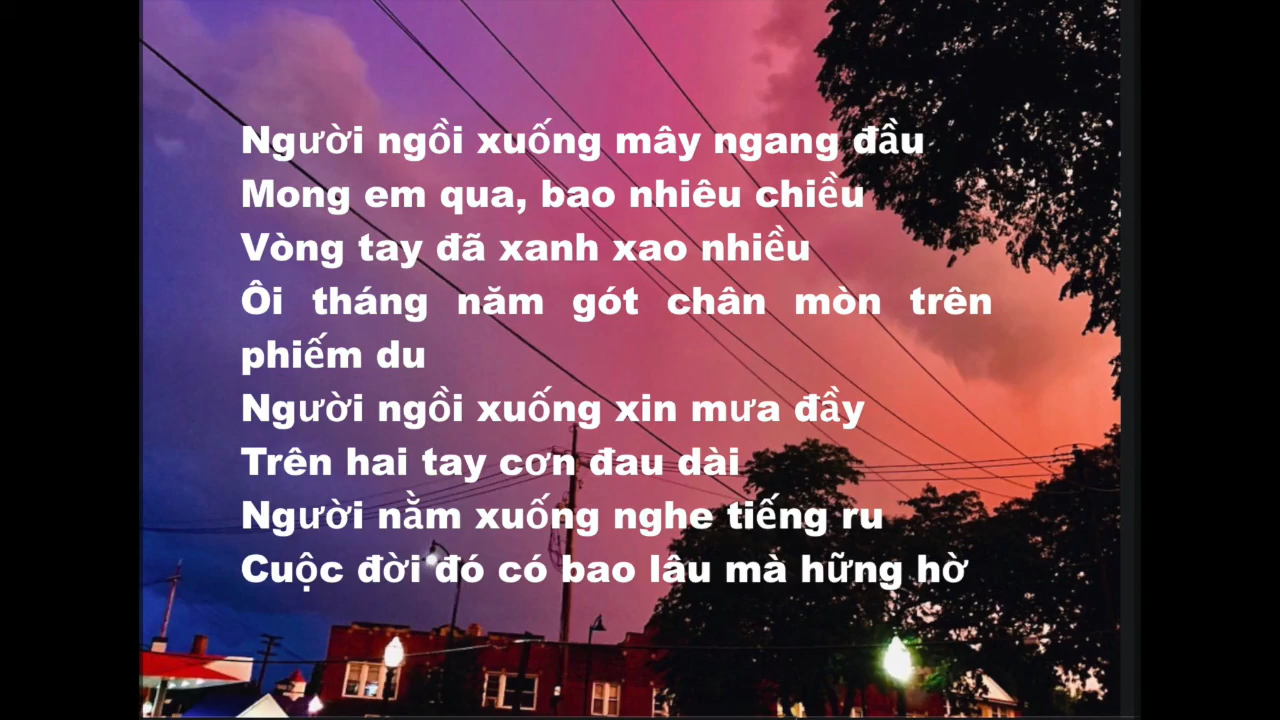 Người ngồi xuống mây ngang đầu
Mong em qua, bao nhiêu chiều
Vòng tay đã xanh xao nhiều
Ôi tháng năm gót chân mòn trên
phiếm du
Người ngồi xuống xin mưa đầy
Trên hai tay cơn đau dài
Người nằm xuống nghe tiếng ru
Cuộc đời đó có bao lâu mà hững hờ